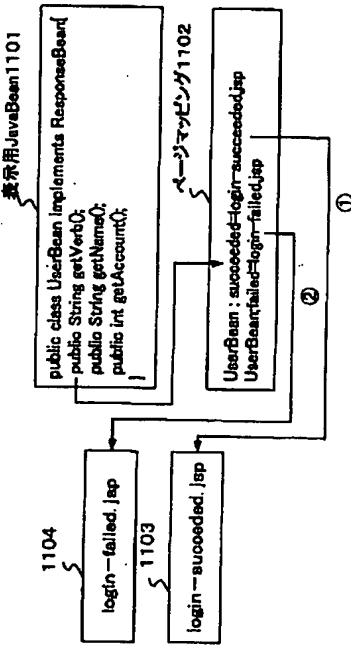 表示用JavaBean1101
public class UserBean implements ResponseBean{
public String getVerb();
public String getName();
public int getAccount();
}
ページマッピング1102
UserBean:succeeded=login-succeeded.jsp
UserBean;failed=login-failed.jsp
①
②
1104
login-failed.jsp
1103
login-succeeded.jsp